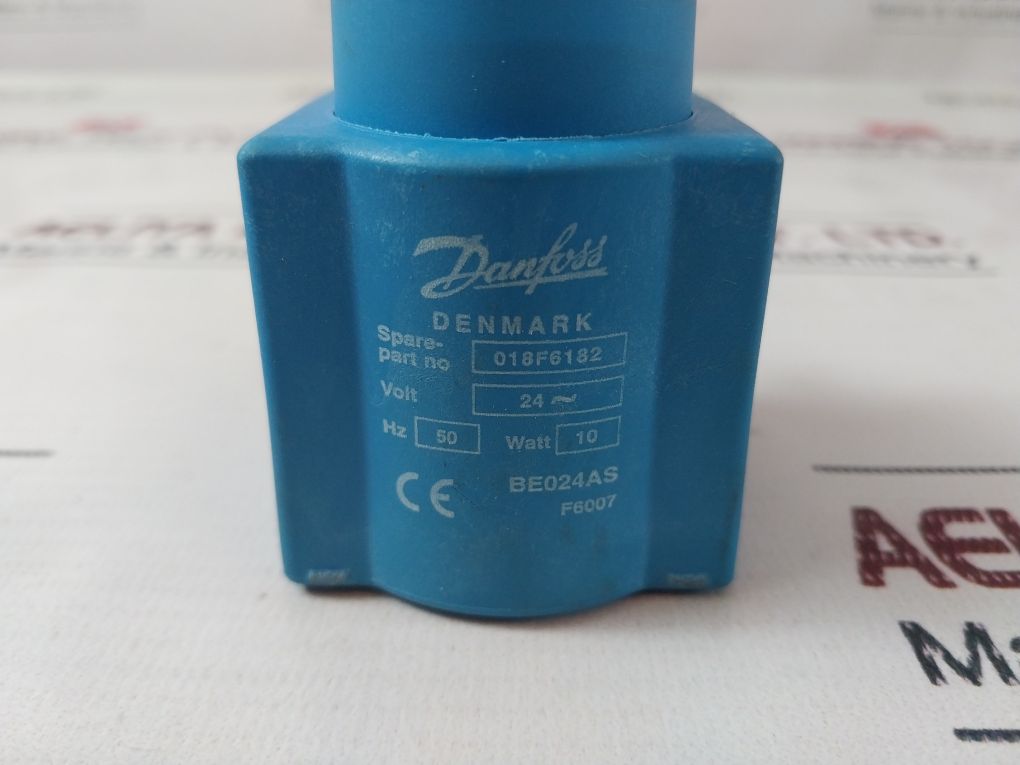 Danfoss
DENMARK
Spare-
part no 018F6182
Volt 24 ~
Hz 50 Watt 10
CE BE024AS
F6007